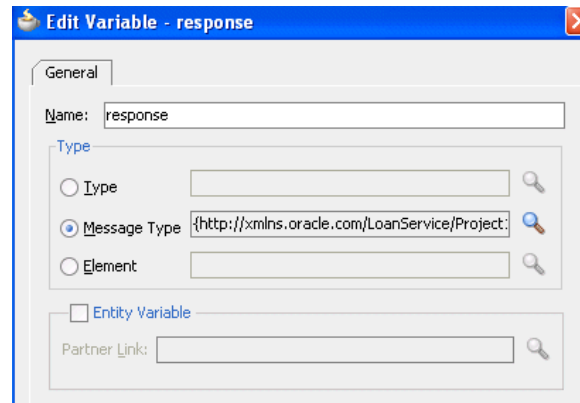 Edit Variable - response
General
Name: response
Type
Type
Message Type {http://xmlns.oracle.com/LoanService/Project:
Element
Entity Variable
Partner Link: